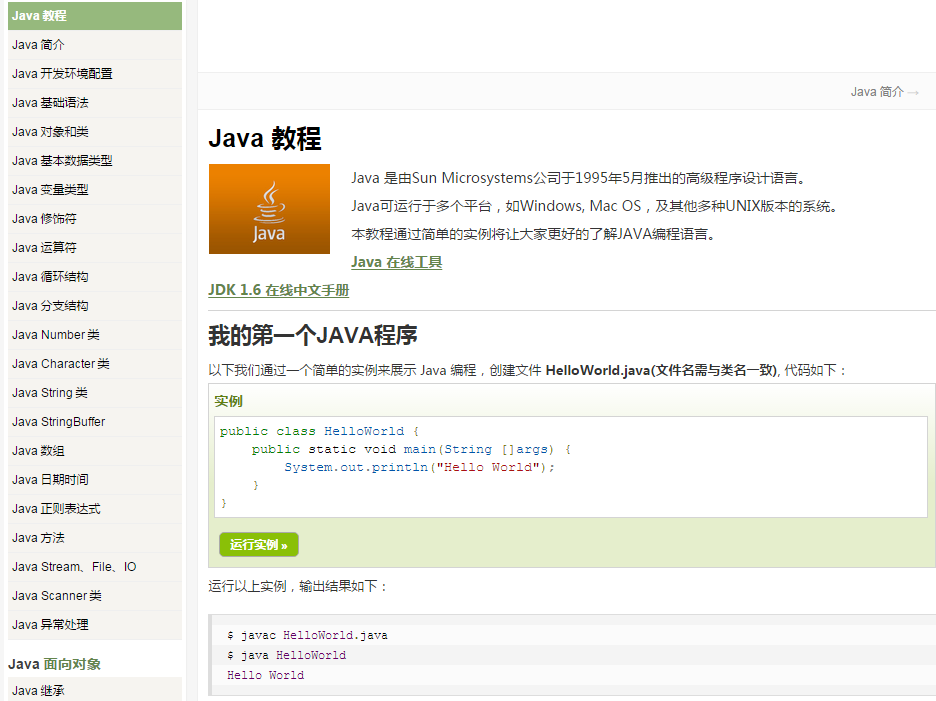 Java 教程
Java 简介
Java 开发环境配置
Java 基础语法
Java 对象和类
Java 基本数据类型
Java 变量类型
Java 修饰符
Java 运算符
Java 循环结构
Java 分支结构
Java Number 类
Java Character 类
Java String 类
Java StringBuffer
Java 数组
Java 日期时间
Java 正则表达式
Java 方法
Java Stream、File、IO
Java Scanner 类
Java 异常处理
Java 面向对象
Java 继承
Java 简介 →
Java 教程
Java
Java 是由Sun Microsystems公司于1995年5月推出的高级程序设计语言。
Java可运行于多个平台，如Windows, Mac OS，及其他多种UNIX版本的系统。
本教程通过简单的实例将让大家更好的了解JAVA编程语言。
Java 在线工具
JDK 1.6 在线中文手册
我的第一个JAVA程序
以下我们通过一个简单的实例来展示 Java 编程，创建文件 HelloWorld.java(文件名需与类名一致), 代码如下：
实例
public class HelloWorld {
    public static void main(String []args) {
        System.out.println("Hello World");
    }
}
运行实例 »
运行以上实例，输出结果如下：
$ javac HelloWorld.java
$ java HelloWorld
Hello World